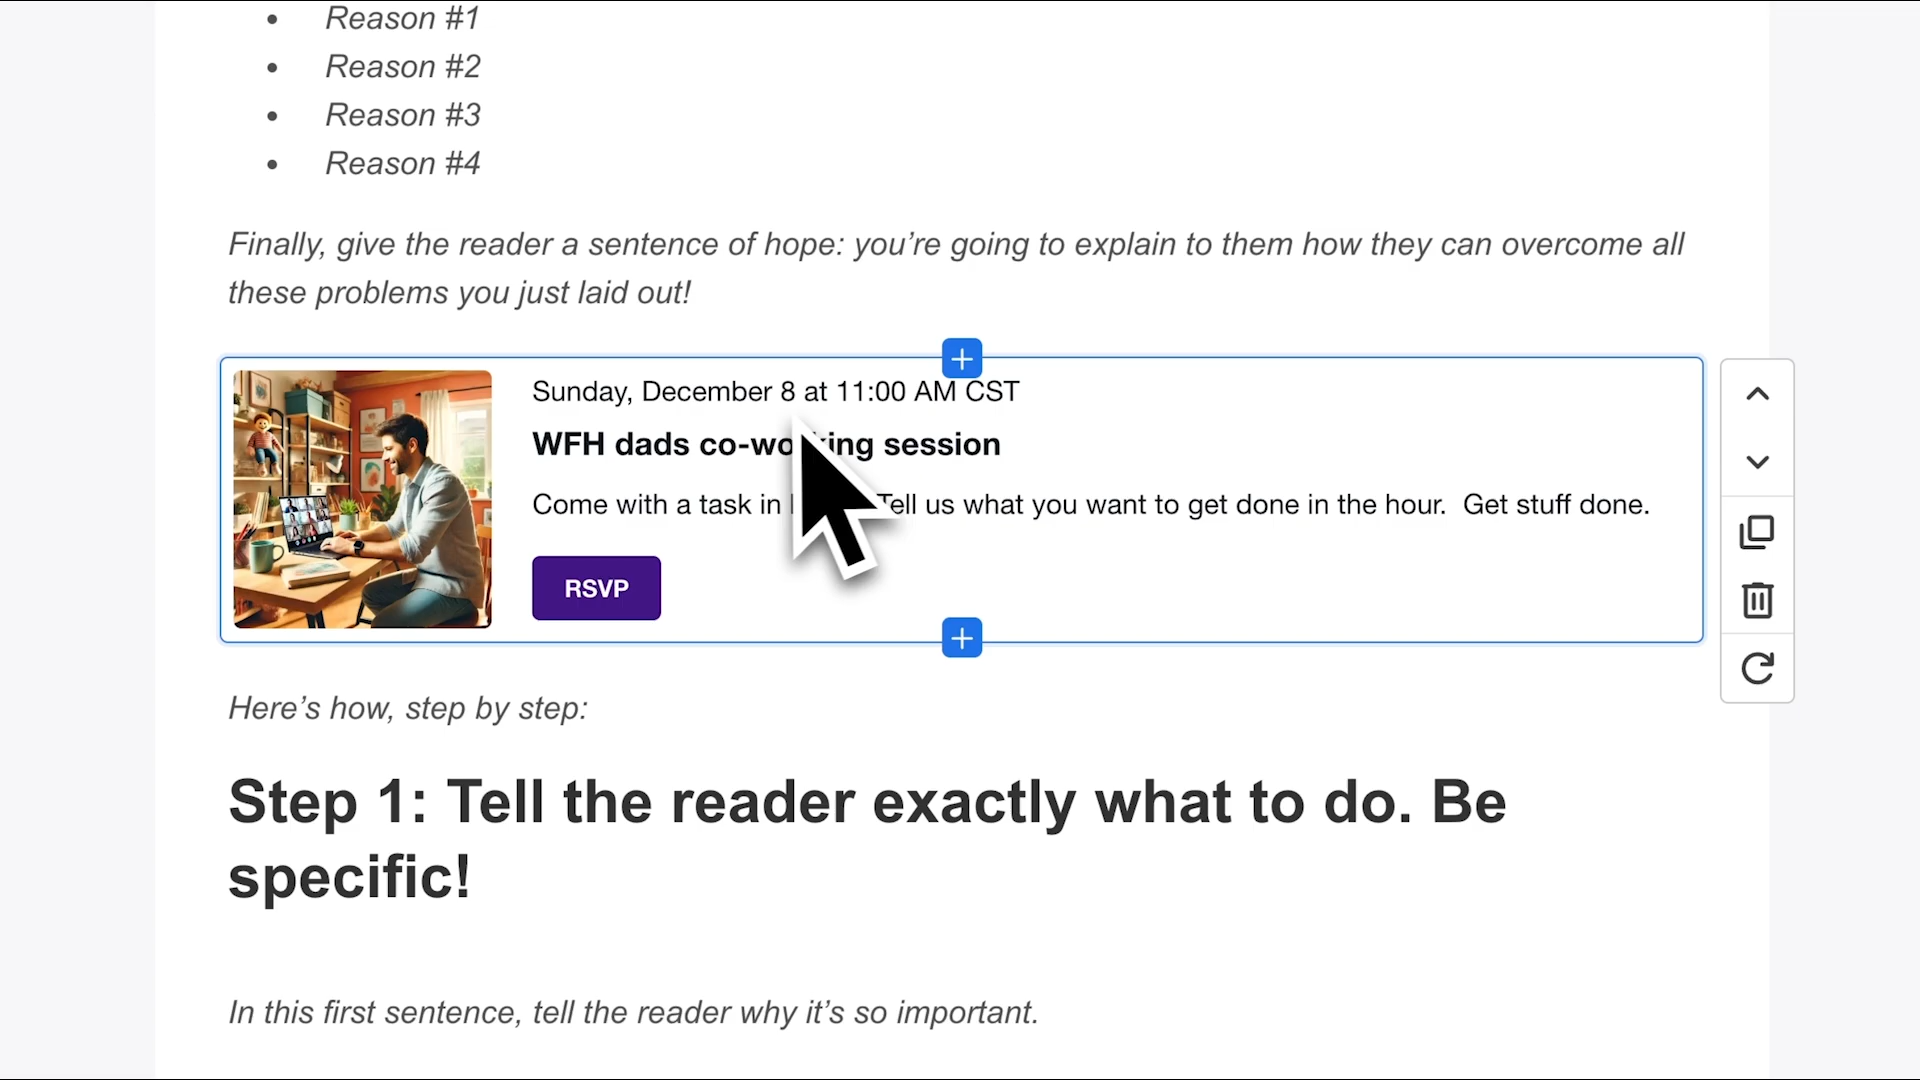 Reason #1
Reason #2
Reason #3
Reason #4
Finally, give the reader a sentence of hope: you’re going to explain to them how they can overcome all
these problems you just laid out!
Sunday, December 8 at 11:00 AM CST
WFH dads co-working session
Come with a task in Tell us what you want to get done in the hour. Get stuff done.
RSVP
Here’s how, step by step:
Step 1: Tell the reader exactly what to do. Be
specific!
In this first sentence, tell the reader why it’s so important.